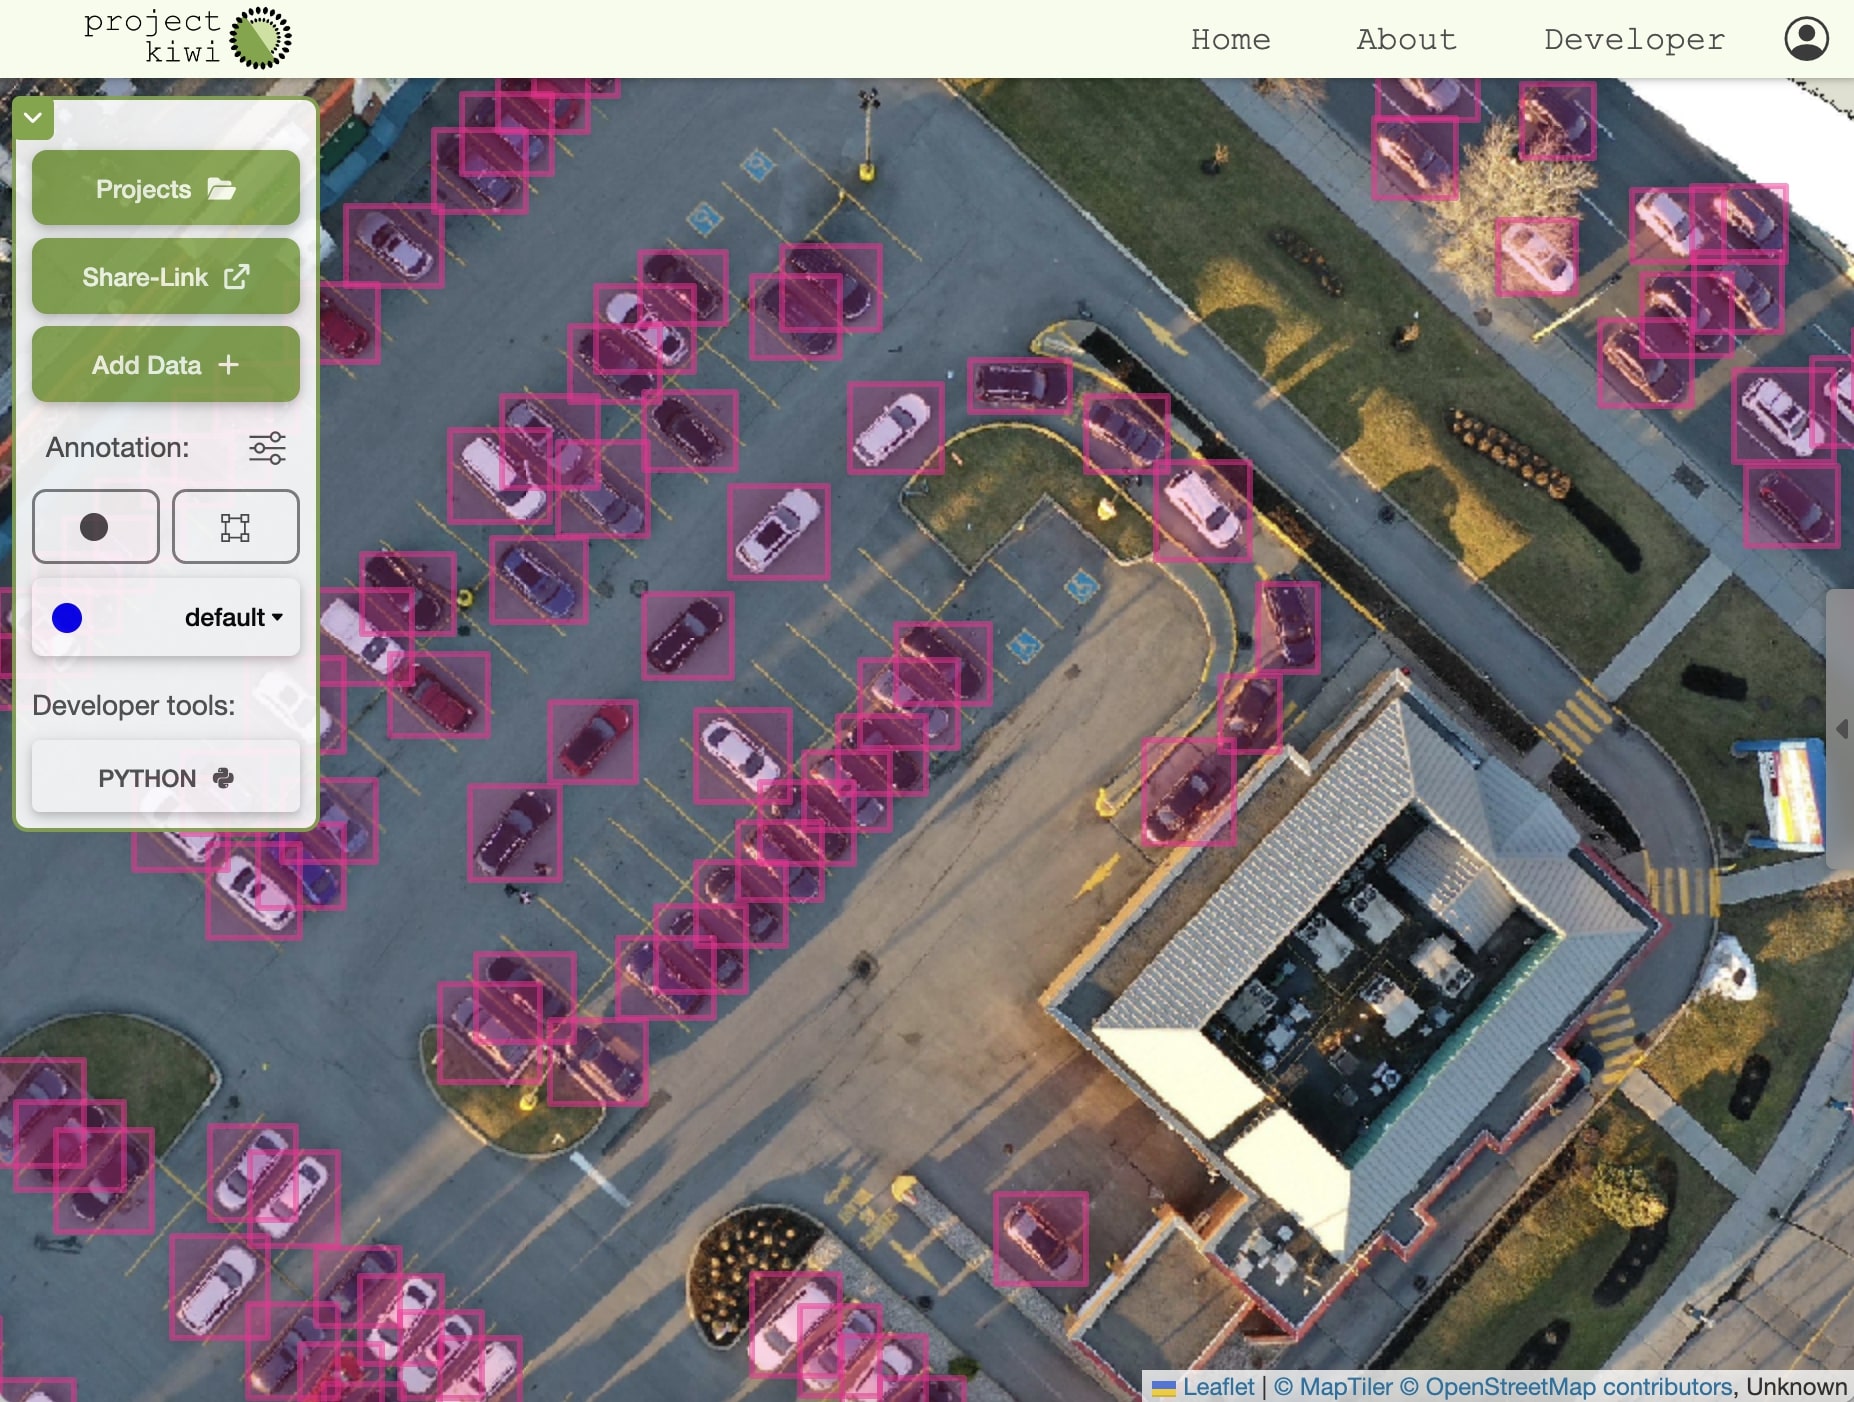 project
kiwi
Home
About
Developer
Projects
Share-Link
Add Data
Annotation:
default
Developer tools:
PYTHON
Leaflet | © MapTiler © OpenStreetMap contributors, Unknown